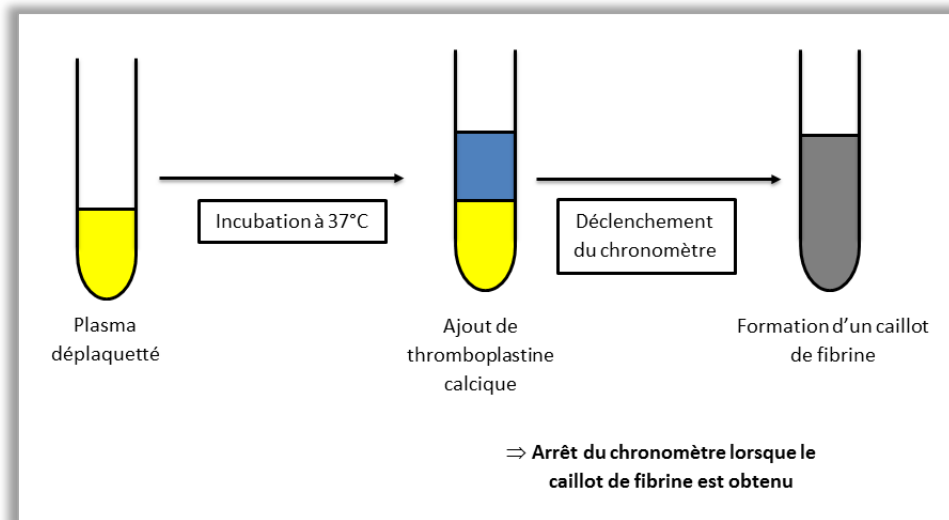 Incubation à 37°C
Déclenchement
du chronomètre
Plasma
déplaquetté
Ajout de
thromboplastine
calcique
Formation d'un caillot
de fibrine
⇒ Arrêt du chronomètre lorsque le
caillot de fibrine est obtenu